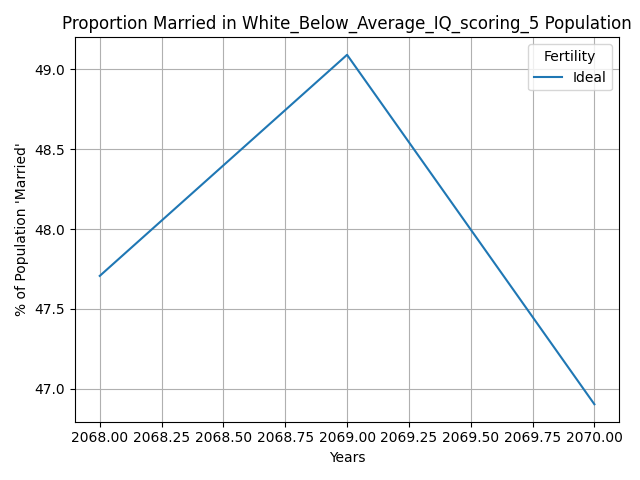 Proportion Married in White_Below_Average_IQ_scoring_5 Population
Fertility
Ideal
49.0
48.5
48.0
47.5
47.0
% of Population 'Married'
2068.00 2068.25 2068.50 2068.75 2069.00 2069.25 2069.50 2069.75 2070.00
Years